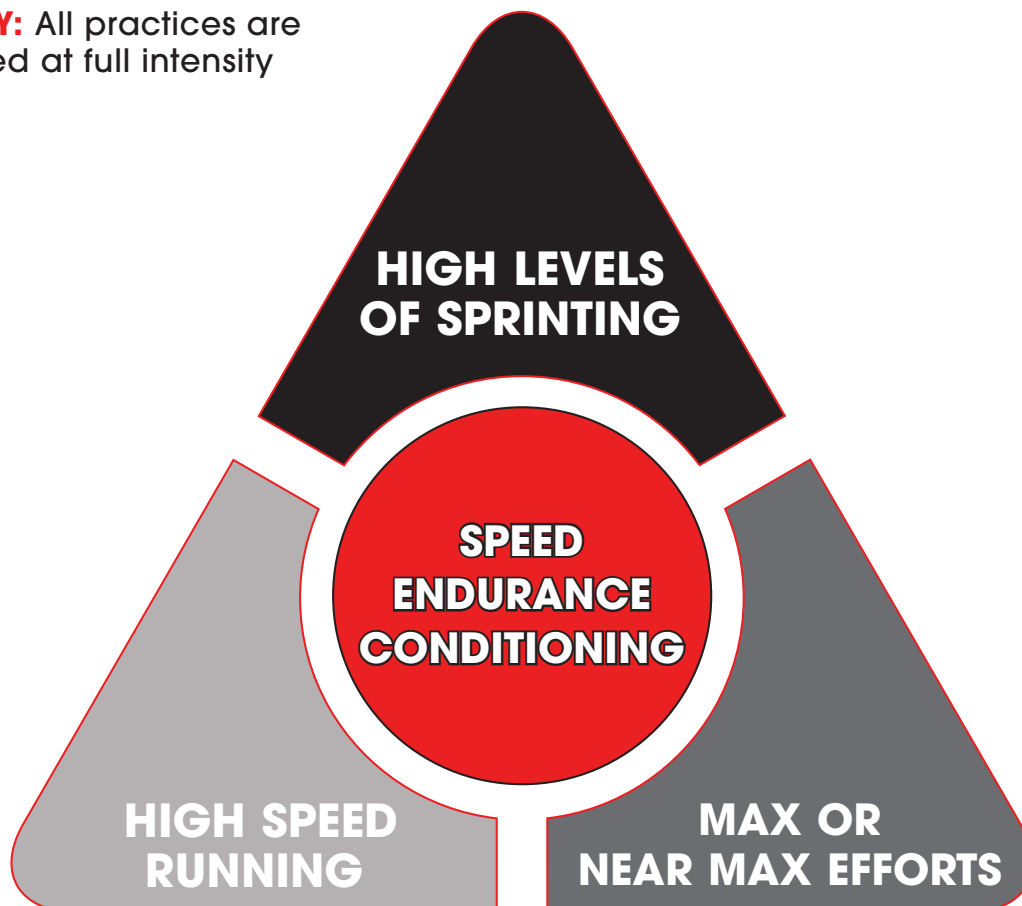 Y: All practices are
ed at full intensity
HIGH LEVELS
OF SPRINTING
SPEED
ENDURANCE
CONDITIONING
HIGH SPEED
RUNNING
MAX OR
NEAR MAX EFFORTS